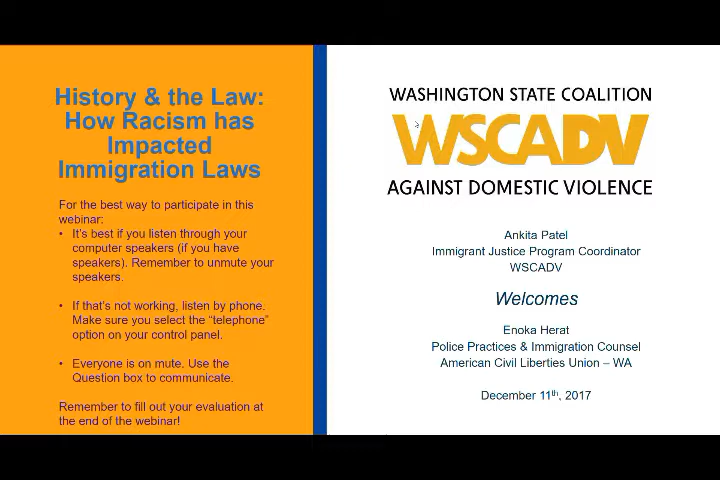 History & the Law:
How Racism has
Impacted
Immigration Laws
For the best way to participate in this
webinar:
• It's best if you listen through your
computer speakers (if you have
speakers). Remember to unmute your
speakers.
• If that's not working, listen by phone.
Make sure you select the “telephone”
option on your control panel.
• Everyone is on mute. Use the
Question box to communicate.
Remember to fill out your evaluation at
the end of the webinar!
WASHINGTON STATE COALITION
WSCADV
AGAINST DOMESTIC VIOLENCE
Ankita Patel
Immigrant Justice Program Coordinator
WSCADV
Welcomes
Enoka Herat
Police Practices & Immigration Counsel
American Civil Liberties Union – WA
December 11th, 2017